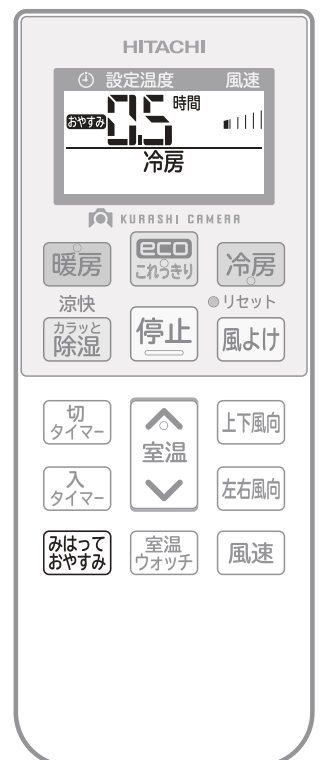 HITACHI
設定温度 風速
おやすみ 0.5 時間
冷房
KURASHI CAMERA
暖房 eco これっきり 冷房
涼快 リセット
カラッと除湿 停止 風よけ
切タイマー 室温 上下風向
入タイマー 左右風向
みはっておやすみ 室温ウォッチ 風速